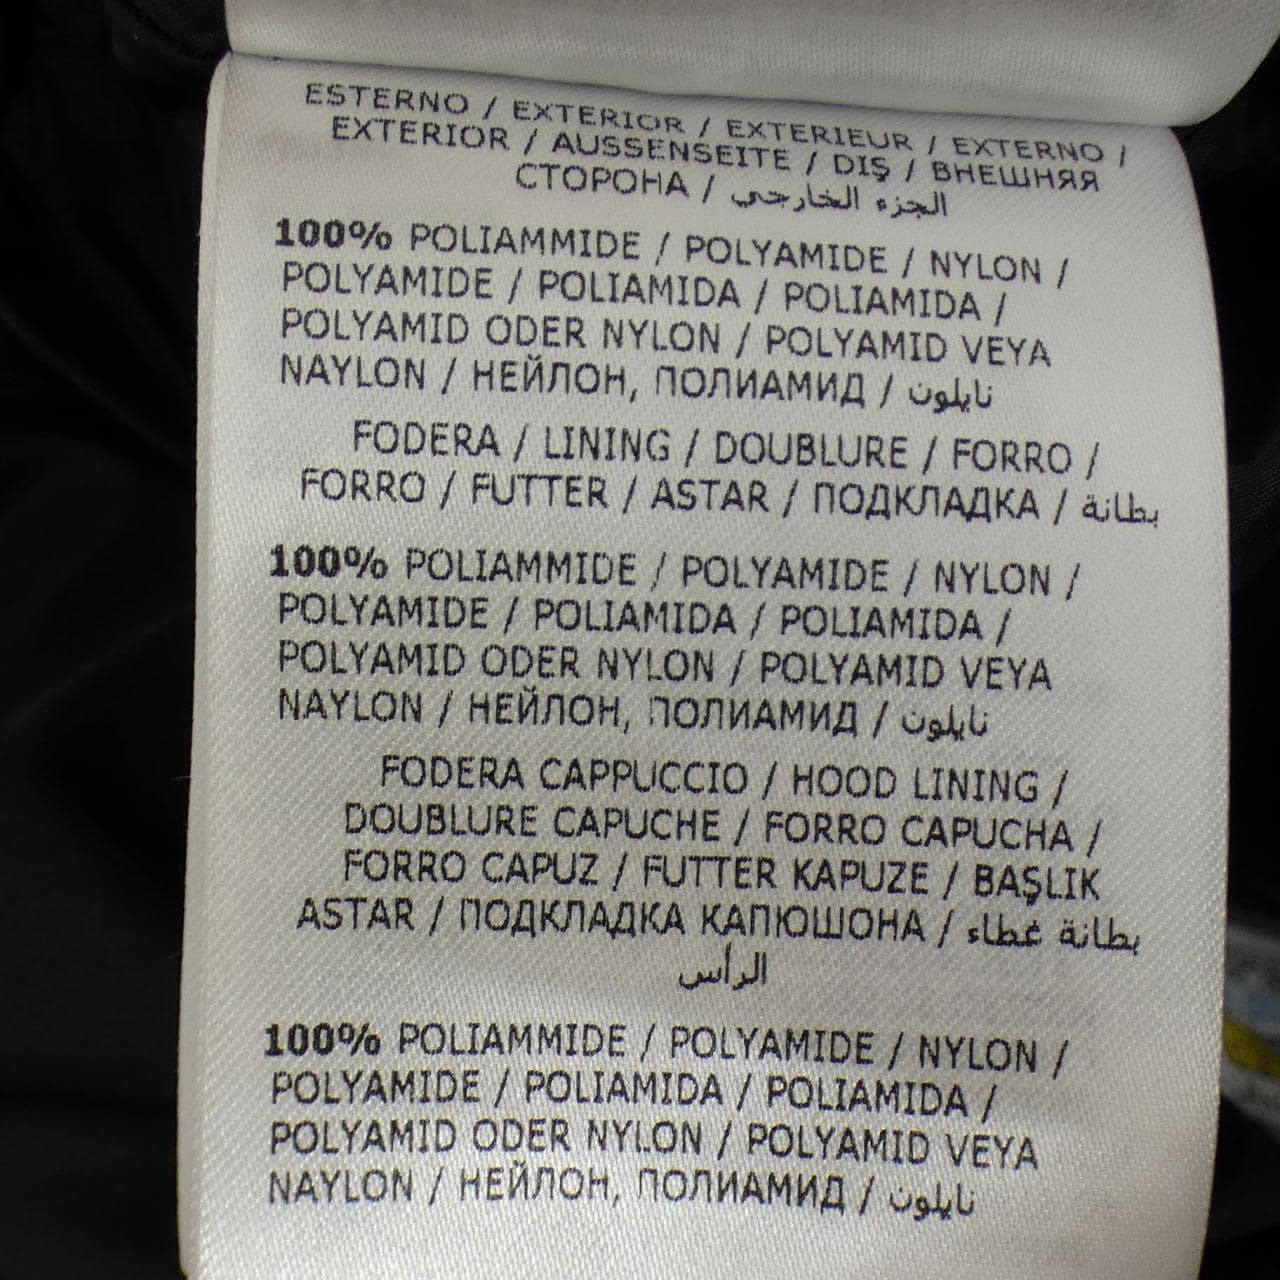 ESTERNO / EXTERIOR / EXTERIEUR / EXTERNO /
EXTERIOR / AUSSENSEITE / DIŞ / ВНЕШНЯЯ
СТОРОНА / الجزء الخارجي
100% POLIAMMIDE / POLYAMIDE / NYLON /
POLYAMIDE / POLIAMIDA / POLIAMIDA /
POLYAMID ODER NYLON / POLYAMID VEYA
NAYLON / НЕЙЛОН, ПОЛИАМИД / نايلون
FODERA / LINING / DOUBLURE / FORRO /
FORRO / FUTTER / ASTAR / ПОДКЛАДКА / بطانة
100% POLIAMMIDE / POLYAMIDE / NYLON /
POLYAMIDE / POLIAMIDA / POLIAMIDA /
POLYAMID ODER NYLON / POLYAMID VEYA
NAYLON / НЕЙЛОН, ПОЛИАМИД / نايلون
FODERA CAPPUCCIO / HOOD LINING /
DOUBLURE CAPUCHE / FORRO CAPUCHA /
FORRO CAPUZ / FUTTER KAPUZE / BAŞLIK
ASTAR / ПОДКЛАДКА КАПЮШОНА / بطانة غطاء
الرأس
100% POLIAMMIDE / POLYAMIDE / NYLON /
POLYAMIDE / POLIAMIDA / POLIAMIDA /
POLYAMID ODER NYLON / POLYAMID VEYA
NAYLON / НЕЙЛОН, ПОЛИАМИД / نايلون